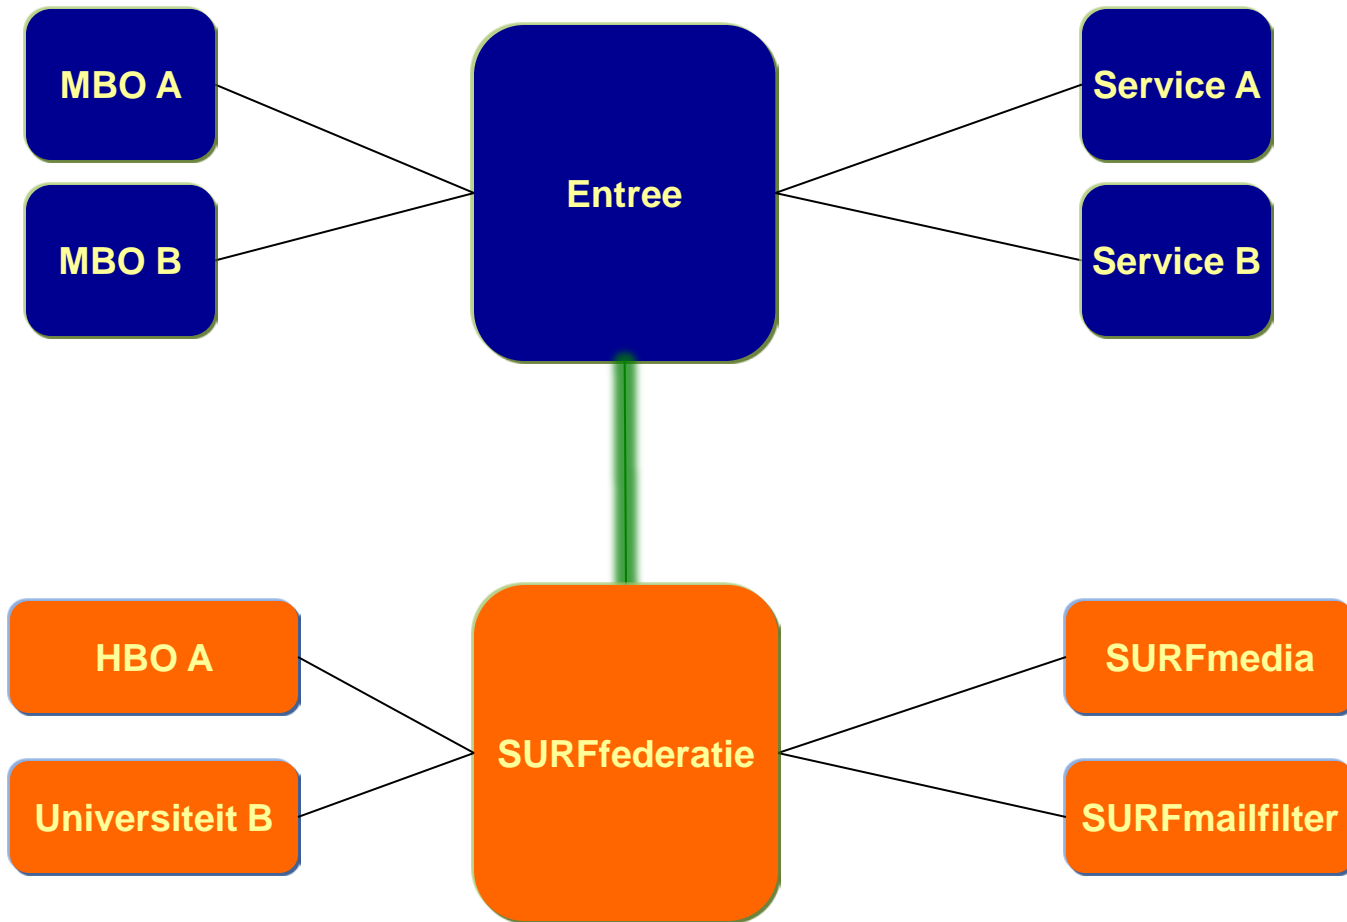 MBO A
Entree
Service A
MBO B
Service B
HBO A
SURFfederatie
SURFmedia
Universiteit B
SURFmailfilter